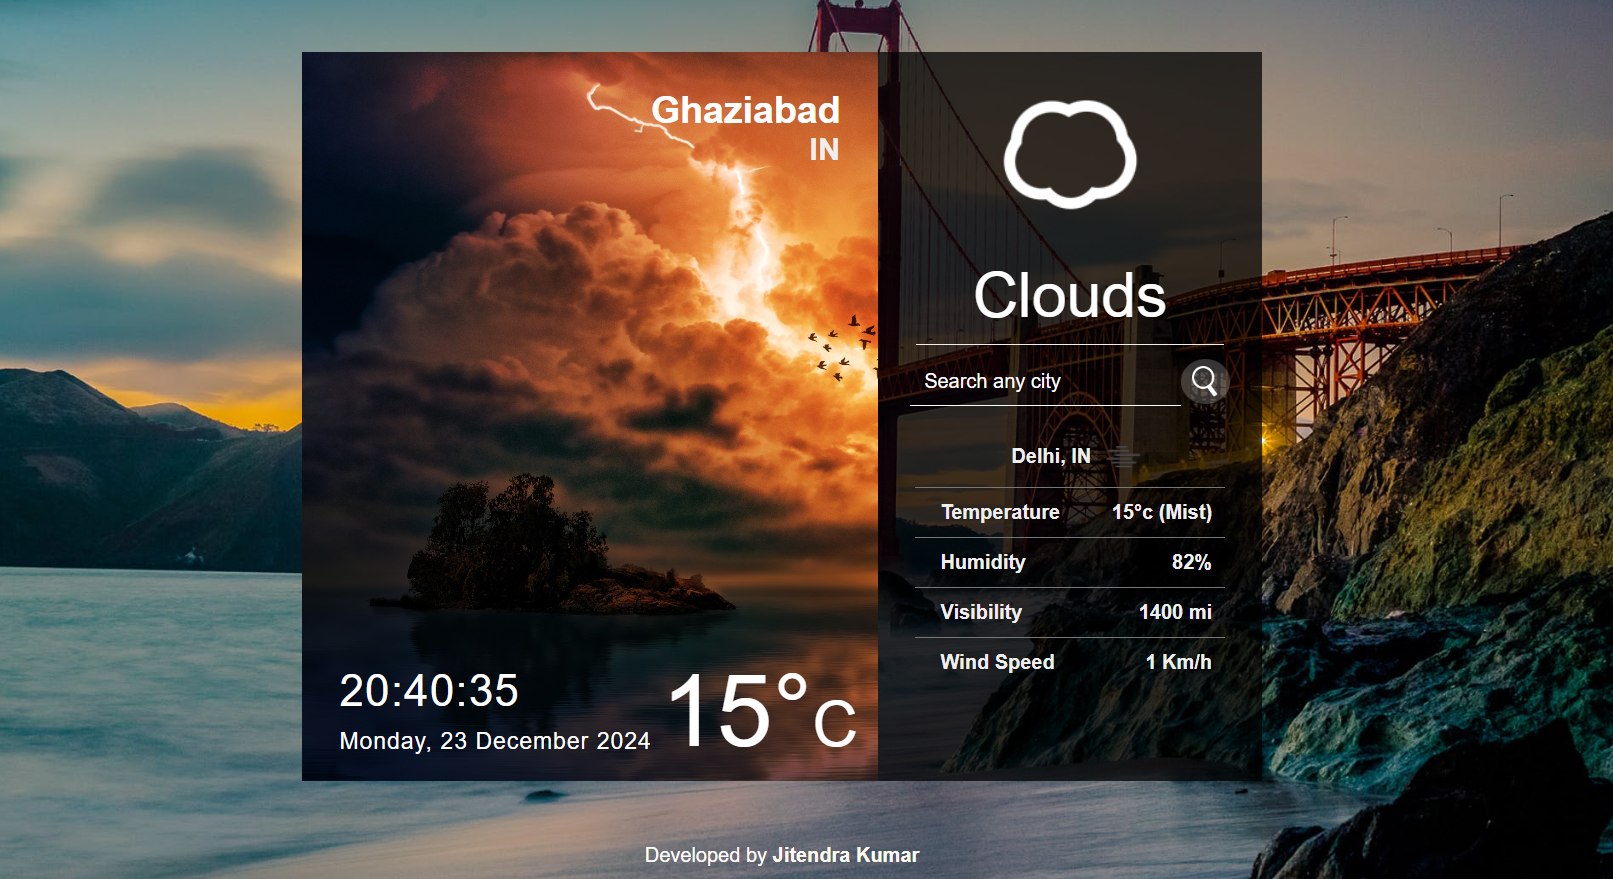 Ghaziabad
IN
20:40:35
Monday, 23 December 2024
15°C
Clouds
Search any city
Delhi, IN
Temperature 15°c (Mist)
Humidity 82%
Visibility 1400 mi
Wind Speed 1 Km/h
Developed by Jitendra Kumar